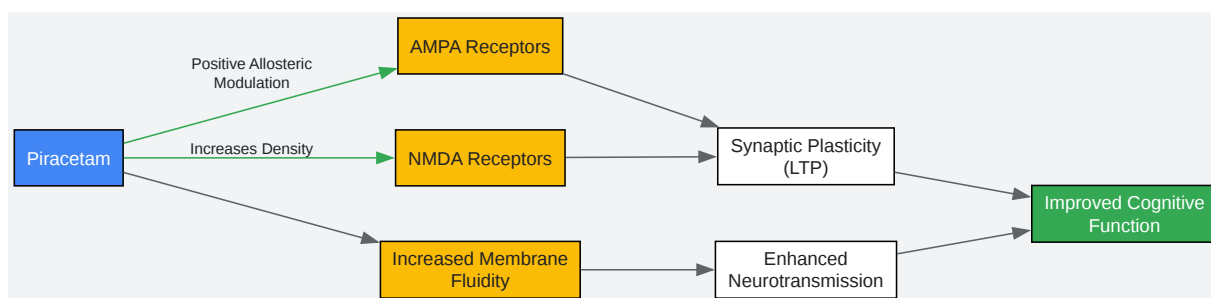 AMPA Receptors
Positive Allosteric
Modulation
Piracetam
Increases Density
NMDA Receptors
Synaptic Plasticity
(LTP)
Improved Cognitive
Function
Increased Membrane
Fluidity
Enhanced
Neurotransmission